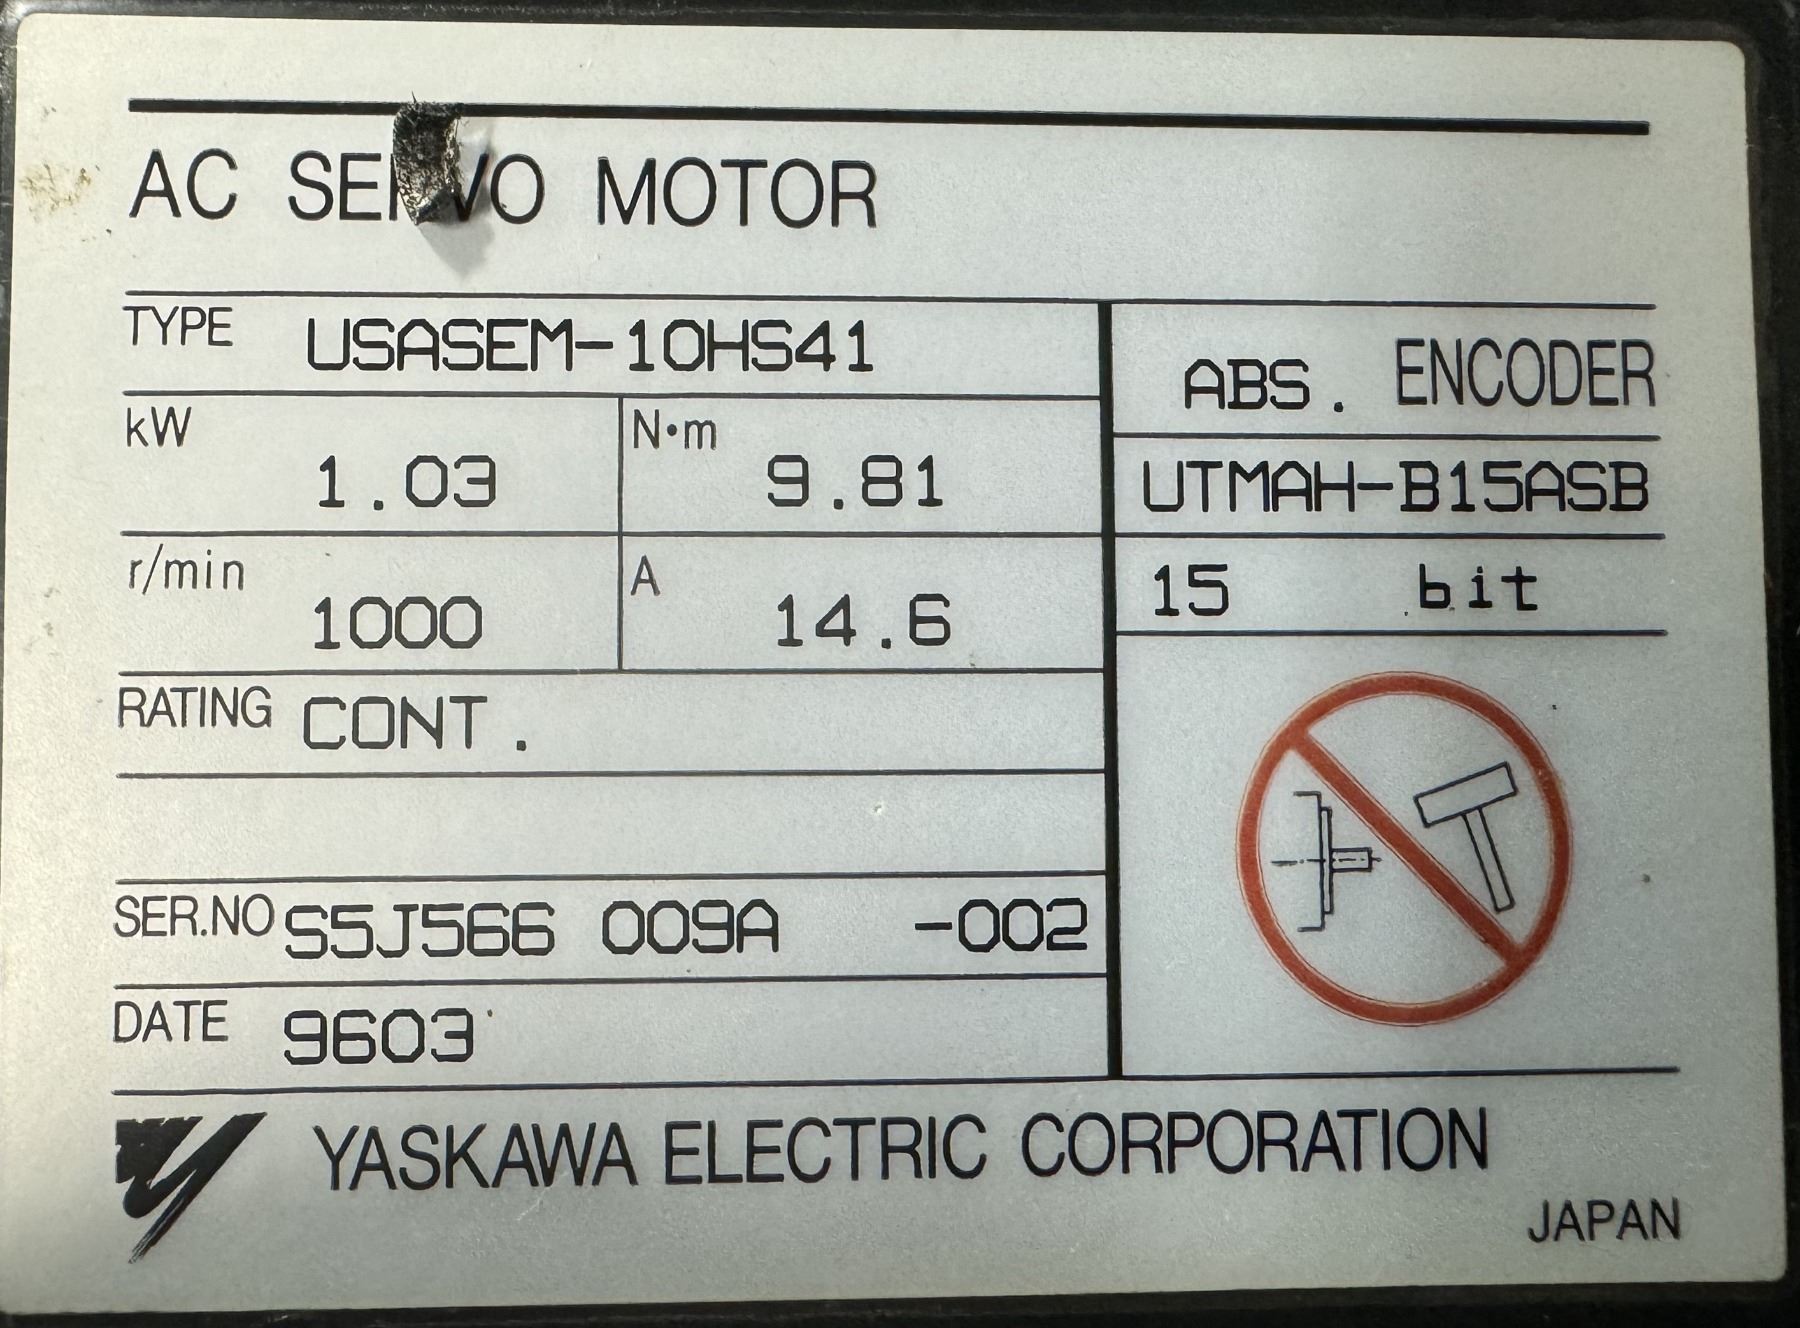 AC SERVO MOTOR
TYPE USASEM-10HS41
kW 1.03 N•m 9.81
r/min 1000 A 14.6
RATING CONT.
SER.NO S5J566 009A -002
DATE 9603
ABS. ENCODER
UTMAH-B15ASB
15 bit
YASKAWA ELECTRIC CORPORATION
JAPAN